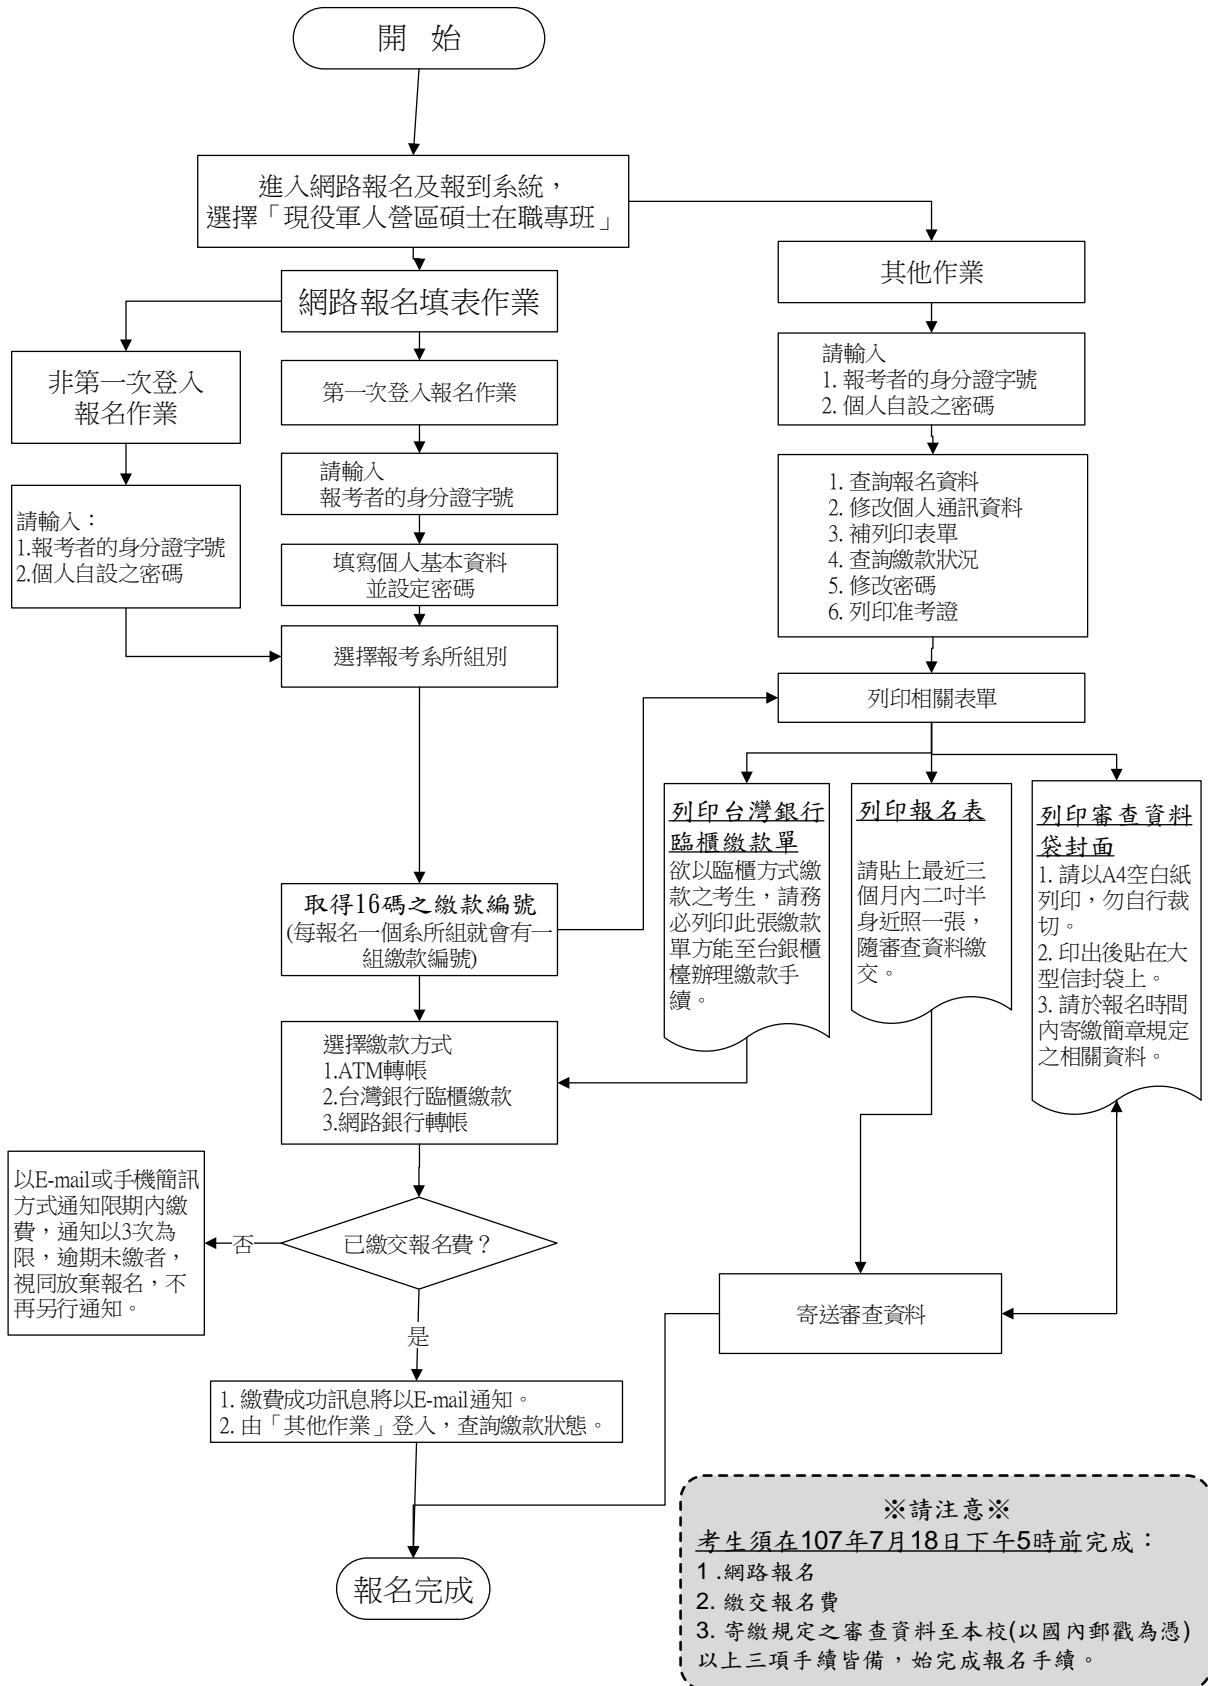 開 始
進入網路報名及報到系統，
選擇「現役軍人營區碩士在職專班」
其他作業
網路報名填表作業
非第一次登入
報名作業
第一次登入報名作業
請輸入
1. 報考者的身分證字號
2. 個人自設之密碼
請輸入
報考者的身分證字號
請輸入：
1.報考者的身分證字號
2.個人自設之密碼
填寫個人基本資料
並設定密碼
1. 查詢報名資料
2. 修改個人通訊資料
3. 補列印表單
4. 查詢繳款狀況
5. 修改密碼
6. 列印准考證
選擇報考系所組別
列印相關表單
列印台灣銀行
臨櫃繳款單
欲以臨櫃方式繳
款之考生，請務
必列印此張繳款
單方能至台銀櫃
檯辦理繳款手
續。
列印報名表
請貼上最近三
個月內二吋半
身近照一張，
隨審查資料繳
交。
列印審查資料
袋封面
1. 請以A4空白紙
列印，勿自行裁
切。
2. 印出後貼在大
型信封袋上。
3. 請於報名時間
內寄繳簡章規定
之相關資料。
取得16碼之繳款編號
(每報名一個系所組就會有一
組繳款編號)
選擇繳款方式
1.ATM轉帳
2.台灣銀行臨櫃繳款
3.網路銀行轉帳
以E-mail或手機簡訊
方式通知限期內繳
費，通知以3次為
限，逾期未繳者，
視同放棄報名，不
再另行通知。
否
已繳交報名費？
寄送審查資料
是
1. 繳費成功訊息將以E-mail通知。
2. 由「其他作業」登入，查詢繳款狀態。
報名完成
※請注意※
考生須在107年7月18日下午5時前完成：
1 .網路報名
2. 繳交報名費
3. 寄繳規定之審查資料至本校(以國內郵戳為憑)
以上三項手續皆備，始完成報名手續。